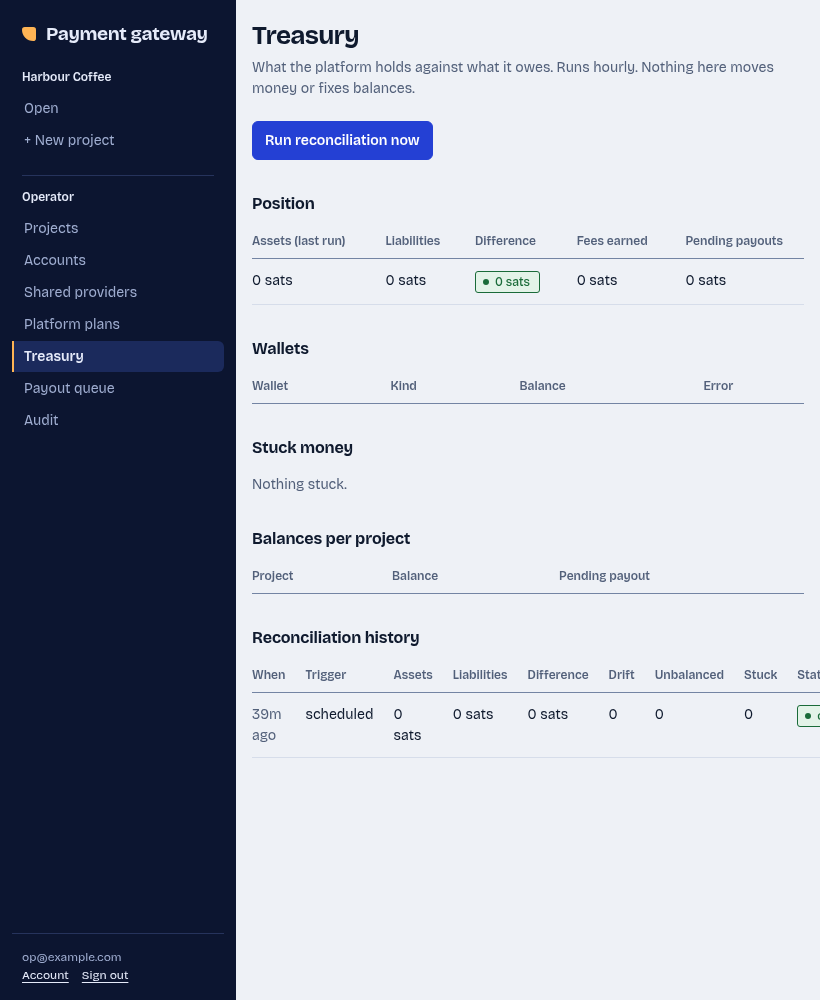 Payment gateway
Harbour Coffee
Open
+ New project
Operator
Projects
Accounts
Shared providers
Platform plans
Treasury
Payout queue
Audit
op@example.com
Account Sign out
Treasury
What the platform holds against what it owes. Runs hourly. Nothing here moves
money or fixes balances.
Run reconciliation now
Position
Assets (last run) Liabilities Difference Fees earned Pending payouts
0 sats 0 sats 0 sats 0 sats 0 sats
Wallets
Wallet Kind Balance Error
Stuck money
Nothing stuck.
Balances per project
Project Balance Pending payout
Reconciliation history
When Trigger Assets Liabilities Difference Drift Unbalanced Stuck
39m scheduled 0 0 sats 0 sats 0 0 0
ago sats